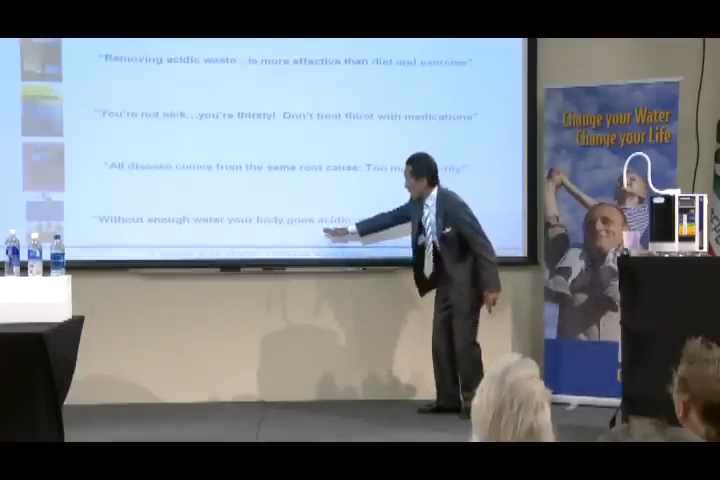 "Removing acidic waste...is more effective than diet and exercise"
"You're not sick...you're thirsty!  Don't treat thirst with medications"
"All disease comes from the same root cause: Too
"Without enough water your body goes acidic
Change your Water
Change your Life